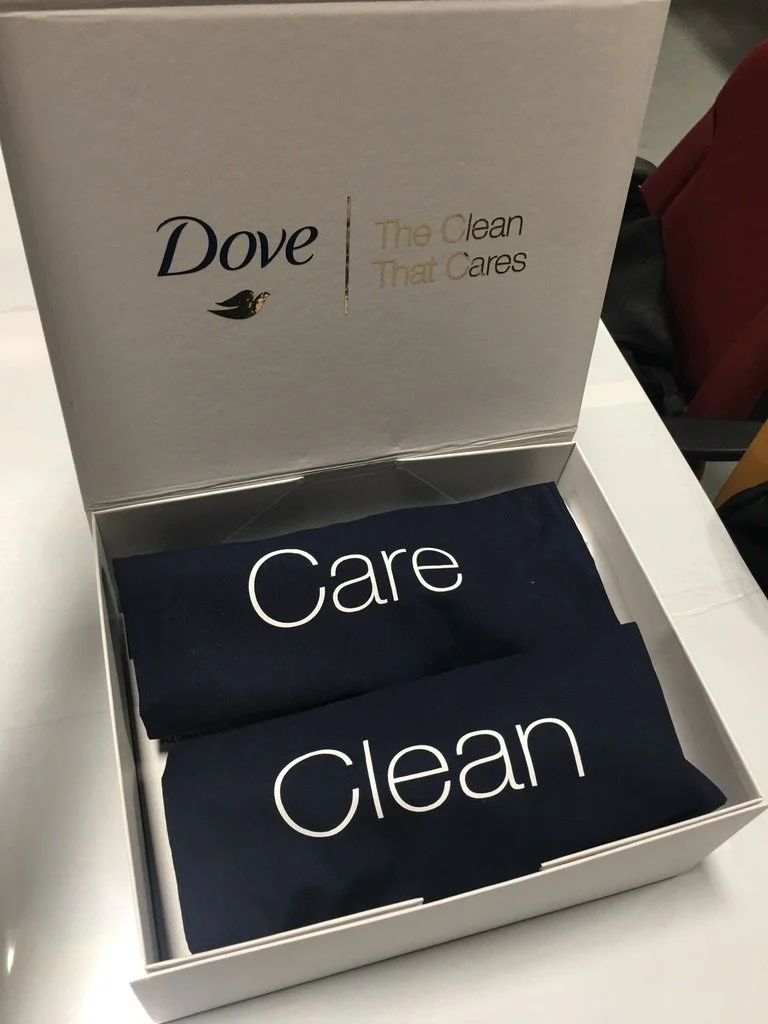 Dove
The Clean
That Cares
Care
Clean